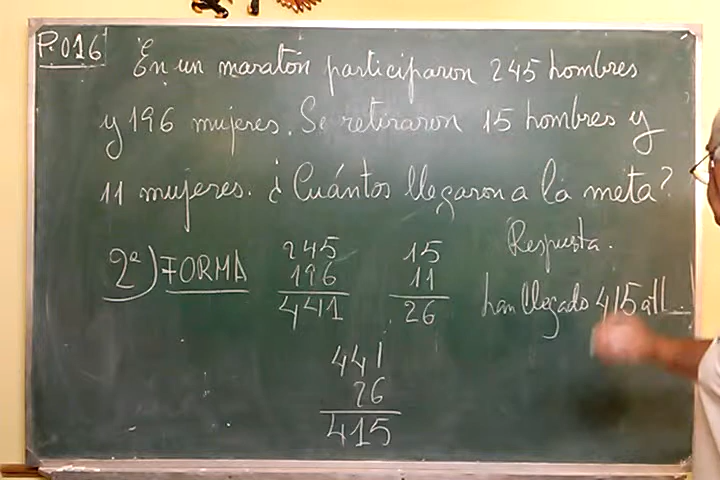 P.016
En un maratón participaron 245 hombres
y 196 mujeres. Se retiraron 15 hombres y
11 mujeres. ¿Cuántos llegaron a la meta?
2ª) FORMA
245
196
441
15
11
26
441
26
415
Respuesta.
han llegado 415 atl